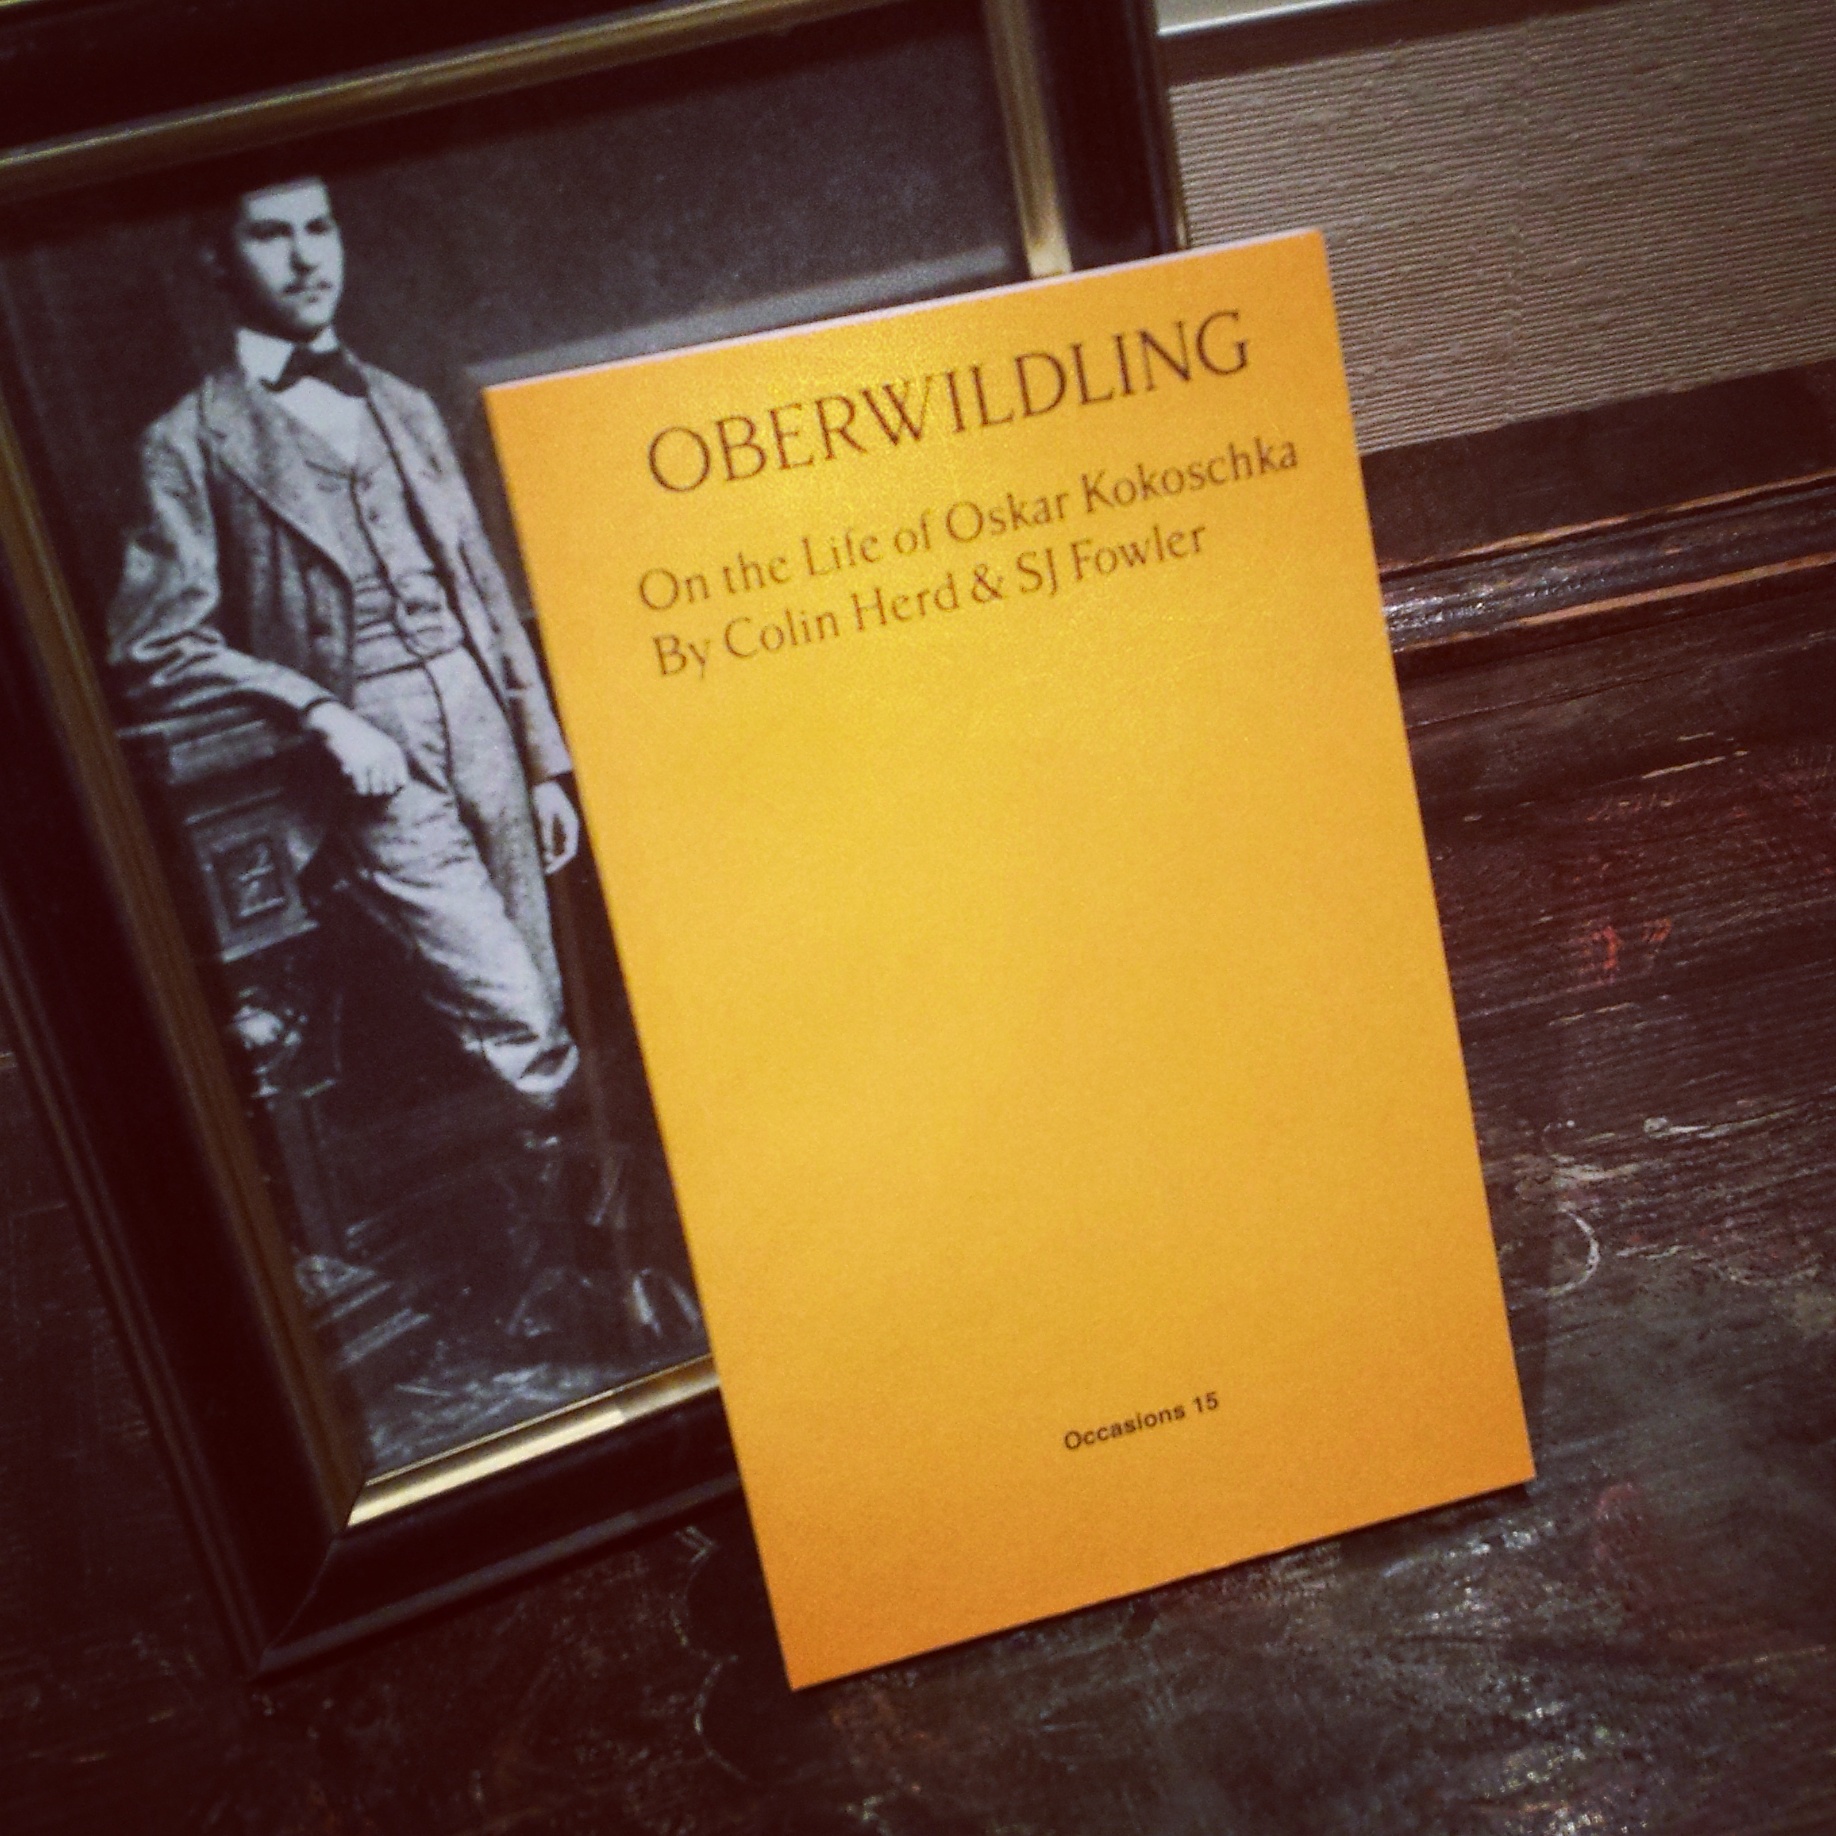 OBERWILDLING
On the Life of Oskar Kokoschka
By Colin Herd & SJ Fowler
Occasions 15